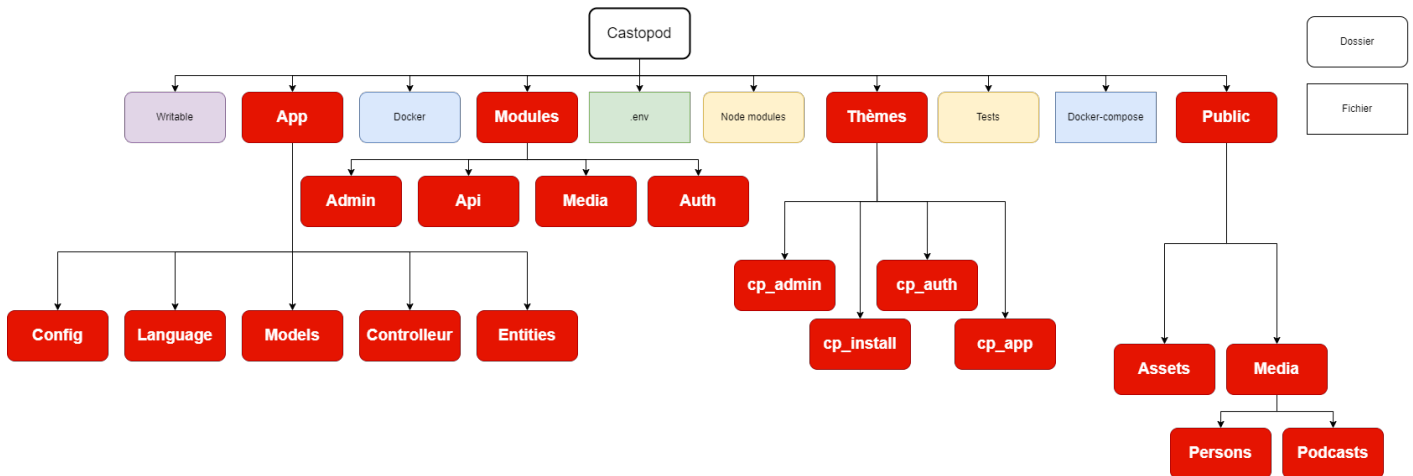 Castopod
Dossier
Writable
App
Docker
Modules
.env
Node modules
Thèmes
Tests
Docker-compose
Public
Fichier
Admin
Api
Media
Auth
cp_admin
cp_auth
Config
Language
Models
Controlleur
Entities
cp_install
cp_app
Assets
Media
Persons
Podcasts